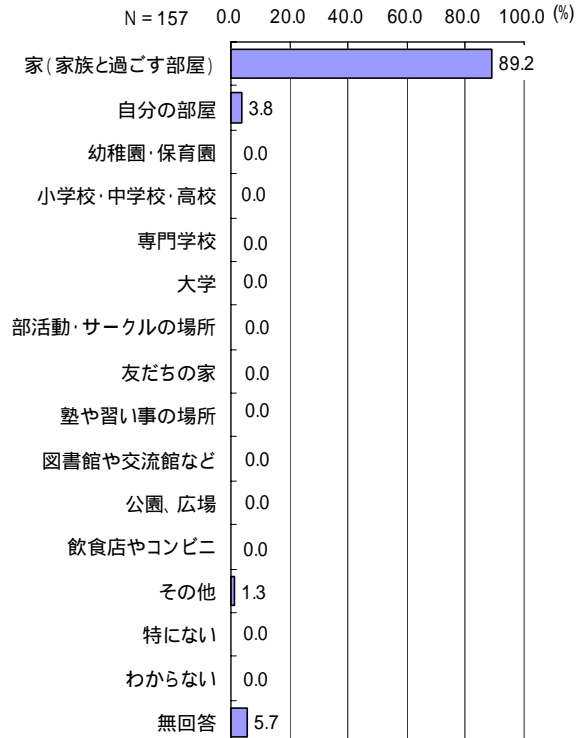 N = 157 0.0 20.0 40.0 60.0 80.0 100.0 (%)
家(家族と過ごす部屋) 89.2
自分の部屋 3.8
幼稚園・保育園 0.0
小学校・中学校・高校 0.0
専門学校 0.0
大学 0.0
部活動・サークルの場所 0.0
友だちの家 0.0
塾や習い事の場所 0.0
図書館や交流館など 0.0
公園、広場 0.0
飲食店やコンビニ 0.0
その他 1.3
特にない 0.0
わからない 0.0
無回答 5.7